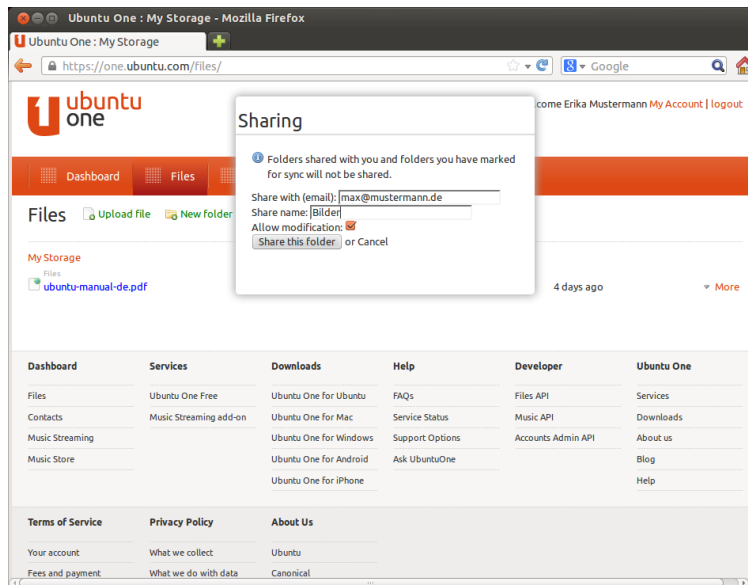 Ubuntu One : My Storage - Mozilla Firefox
Ubuntu One : My Storage
https://one.ubuntu.com/files/
Google
ubuntu
one
come Erika Mustermann My Account | logout
Sharing
Folders shared with you and folders you have marked
for sync will not be shared.
Share with (email): max@mustermann.de
Share name: Bilder
Allow modification:
Share this folder or Cancel
Dashboard Files
Files Upload file New folder
My Storage
Files
ubuntu-manual-de.pdf 4 days ago More
Dashboard Services Downloads Help Developer Ubuntu One
Files Ubuntu One Free Ubuntu One for Ubuntu FAQs Files API Services
Contacts Music Streaming add-on Ubuntu One for Mac Service Status Music API Downloads
Music Streaming Ubuntu One for Windows Support Options Accounts Admin API About us
Music Store Ubuntu One for Android Ask UbuntuOne Blog
Ubuntu One for iPhone Help
Terms of Service Privacy Policy About Us
Your account What we collect Ubuntu
Fees and payment What we do with data Canonical